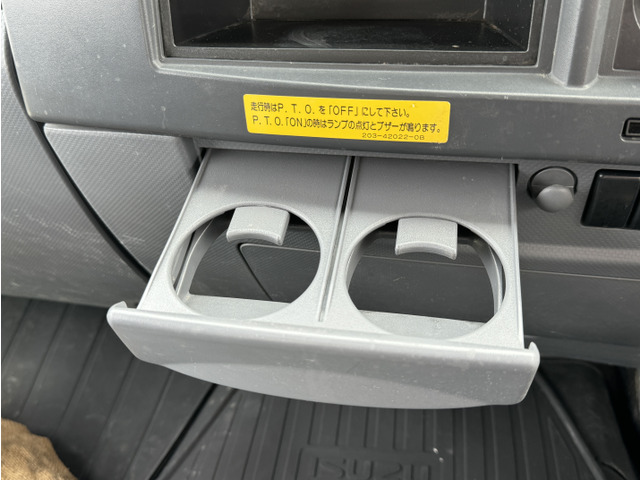 走行時はP.T.O.を「OFF」にして下さい。
P.T.O.「ON」の時はランプの点灯とブザーが鳴ります。
203-42022-0B
ISUZU